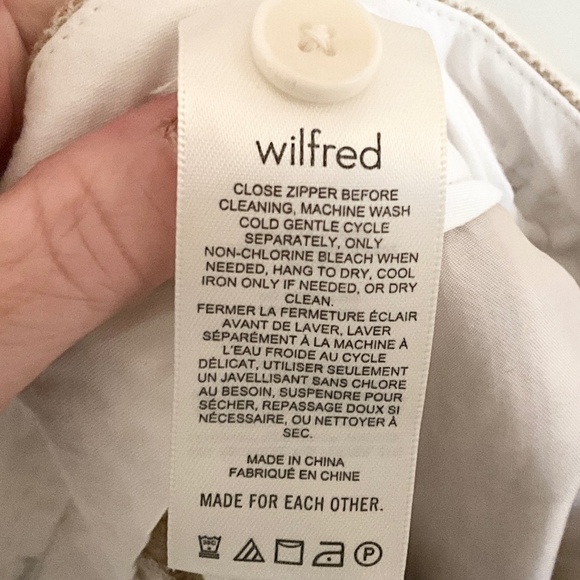 wilfred
CLOSE ZIPPER BEFORE
CLEANING, MACHINE WASH
COLD GENTLE CYCLE
SEPARATELY, ONLY
NON-CHLORINE BLEACH WHEN
NEEDED, HANG TO DRY, COOL
IRON ONLY IF NEEDED, OR DRY
CLEAN.
FERMER LA FERMETURE ÉCLAIR
AVANT DE LAVER, LAVER
SÉPARÉMENT À LA MACHINE À
L'EAU FROIDE AU CYCLE
DÉLICAT, UTILISER SEULEMENT
UN JAVELLISANT SANS CHLORE
AU BESOIN, SUSPENDRE POUR
SÉCHER, REPASSAGE DOUX SI
NÉCESSAIRE, OU NETTOYER À
SEC.
MADE IN CHINA
FABRIQUÉ EN CHINE
MADE FOR EACH OTHER.
30C P